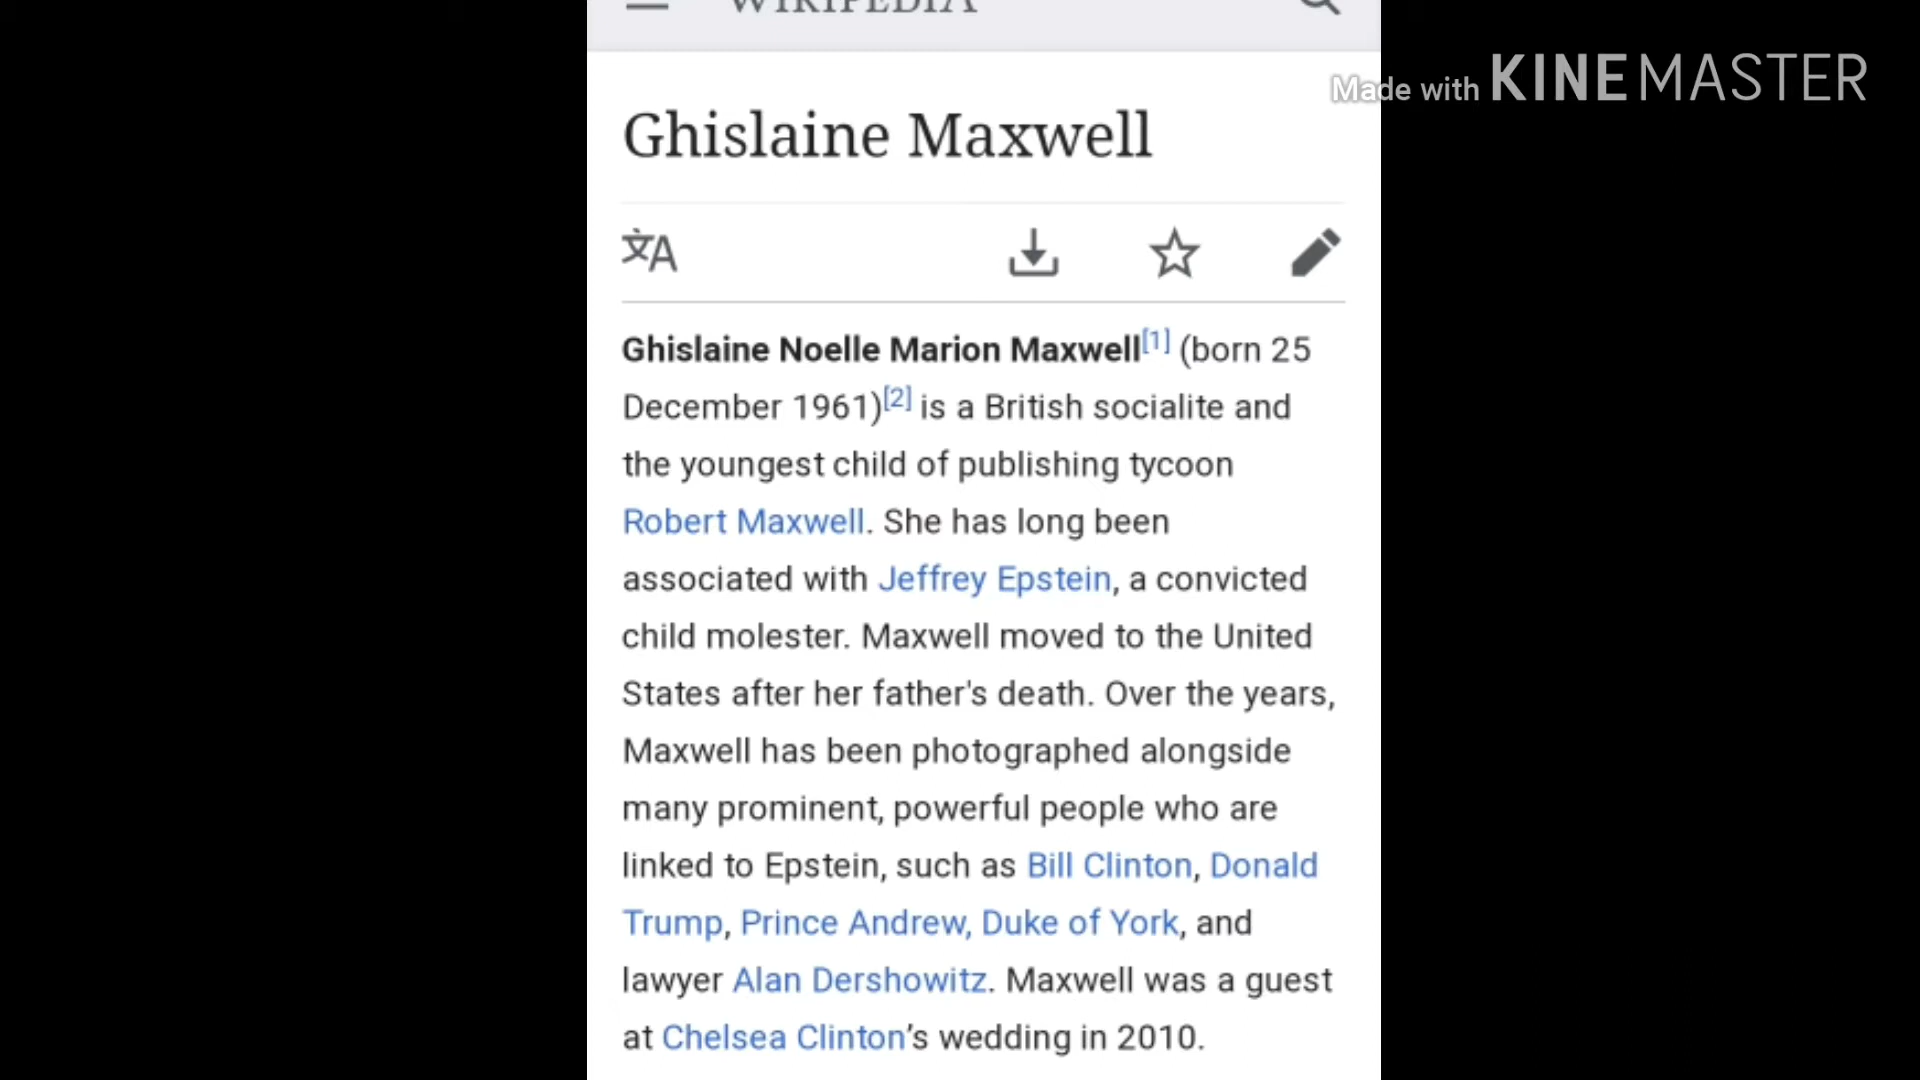 WIKIPEDIA
Made with KINEMASTER
Ghislaine Maxwell
文A
Ghislaine Noelle Marion Maxwell[1] (born 25
December 1961)[2] is a British socialite and
the youngest child of publishing tycoon
Robert Maxwell. She has long been
associated with Jeffrey Epstein, a convicted
child molester. Maxwell moved to the United
States after her father's death. Over the years,
Maxwell has been photographed alongside
many prominent, powerful people who are
linked to Epstein, such as Bill Clinton, Donald
Trump, Prince Andrew, Duke of York, and
lawyer Alan Dershowitz. Maxwell was a guest
at Chelsea Clinton’s wedding in 2010.